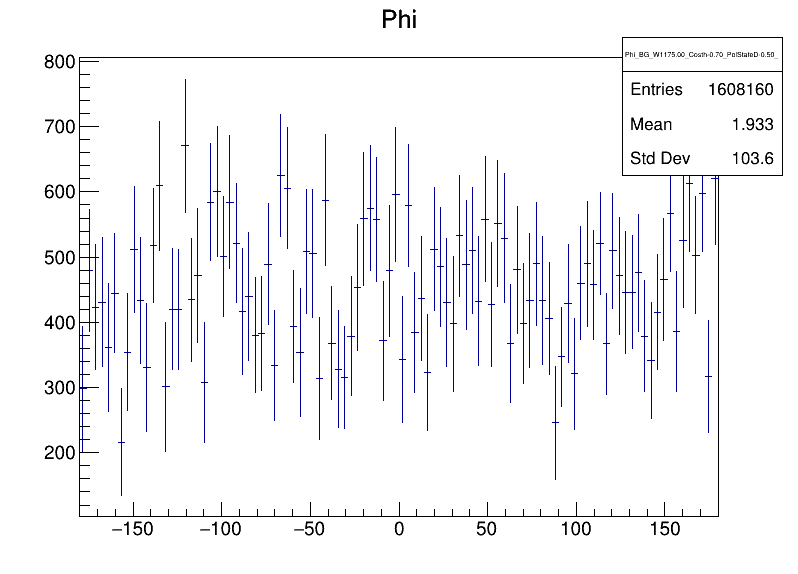 Phi
Phi_BG_W1175.00_Costh-0.70_PolStateD-0.50_
Entries 1608160
Mean 1.933
Std Dev 103.6
800
700
600
500
400
300
200
−150 −100 −50 0 50 100 150